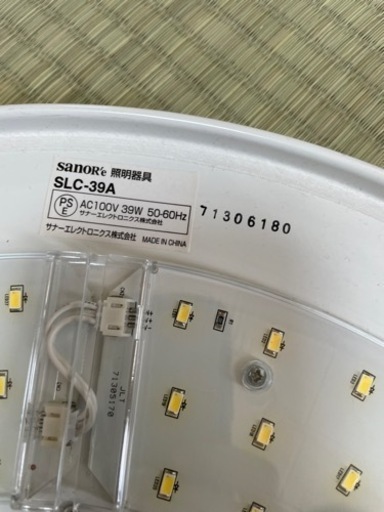 sanoRe 照明器具
SLC-39A
PS
E
AC100V 39W 50-60Hz
サナーエレクトロニクス株式会社
サナーエレクトロニクス株式会社 MADE IN CHINA
71306180
JLT
71305170